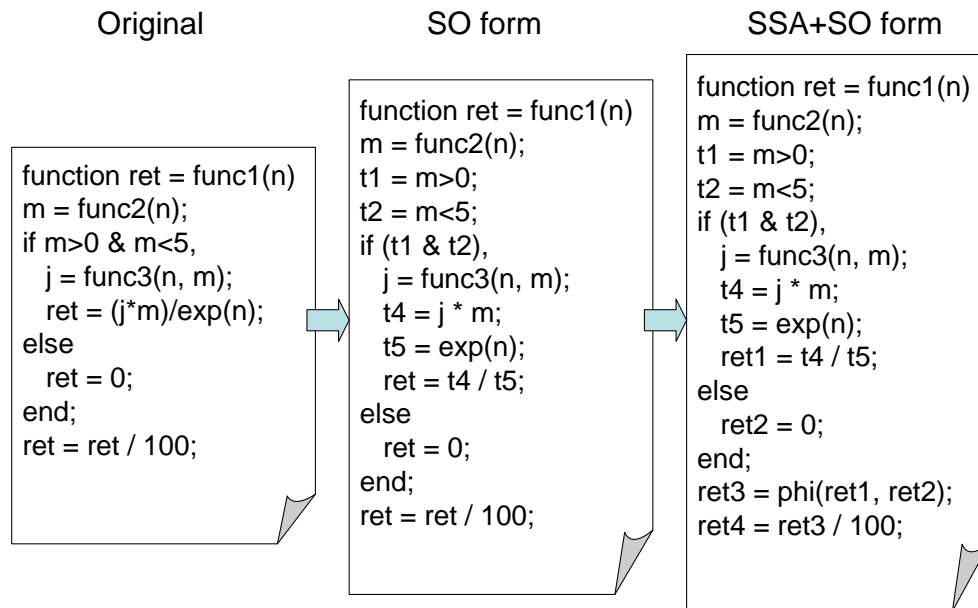 Original
function ret = func1(n)
m = func2(n);
if m>0 & m<5,
j = func3(n, m);
ret = (j*m)/exp(n);
else
ret = 0;
end;
ret = ret / 100;
SO form
function ret = func1(n)
m = func2(n);
t1 = m>0;
t2 = m<5;
if (t1 & t2),
j = func3(n, m);
t4 = j * m;
t5 = exp(n);
ret = t4 / t5;
else
ret = 0;
end;
ret = ret / 100;
SSA+SO form
function ret = func1(n)
m = func2(n);
t1 = m>0;
t2 = m<5;
if (t1 & t2),
j = func3(n, m);
t4 = j * m;
t5 = exp(n);
ret1 = t4 / t5;
else
ret2 = 0;
end;
ret3 = phi(ret1, ret2);
ret4 = ret3 / 100;